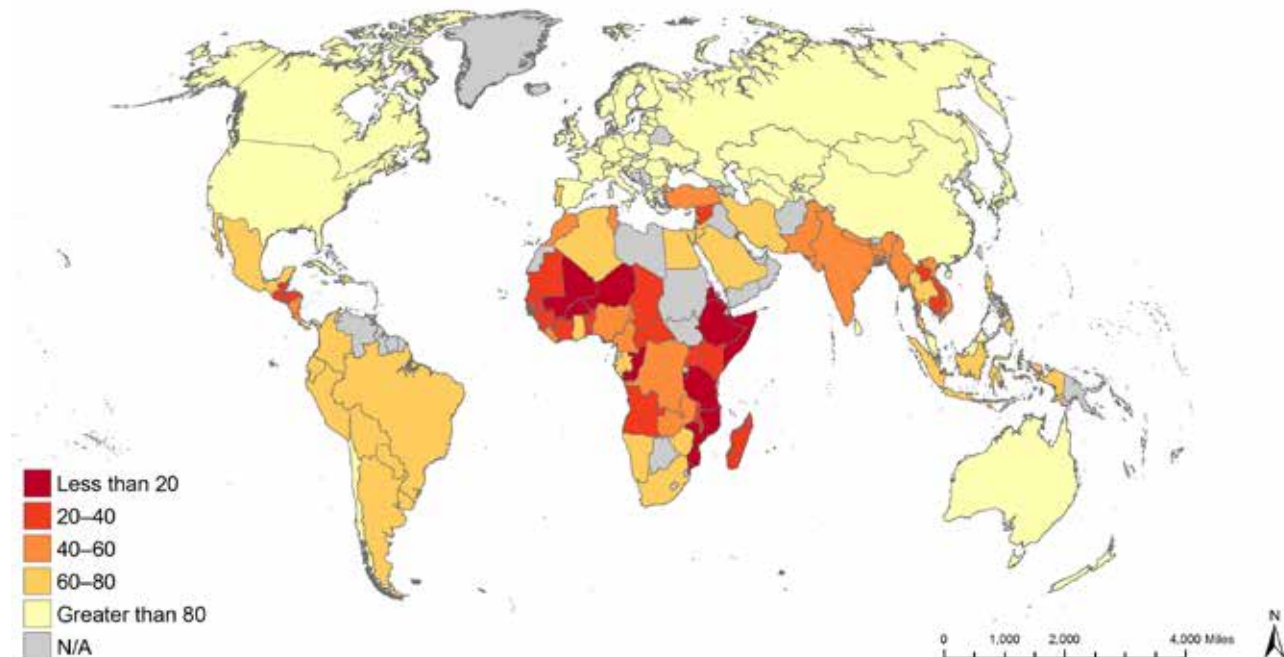 Less than 20
20–40
40–60
60–80
Greater than 80
N/A
0 1,000 2,000 4,000 Miles
N